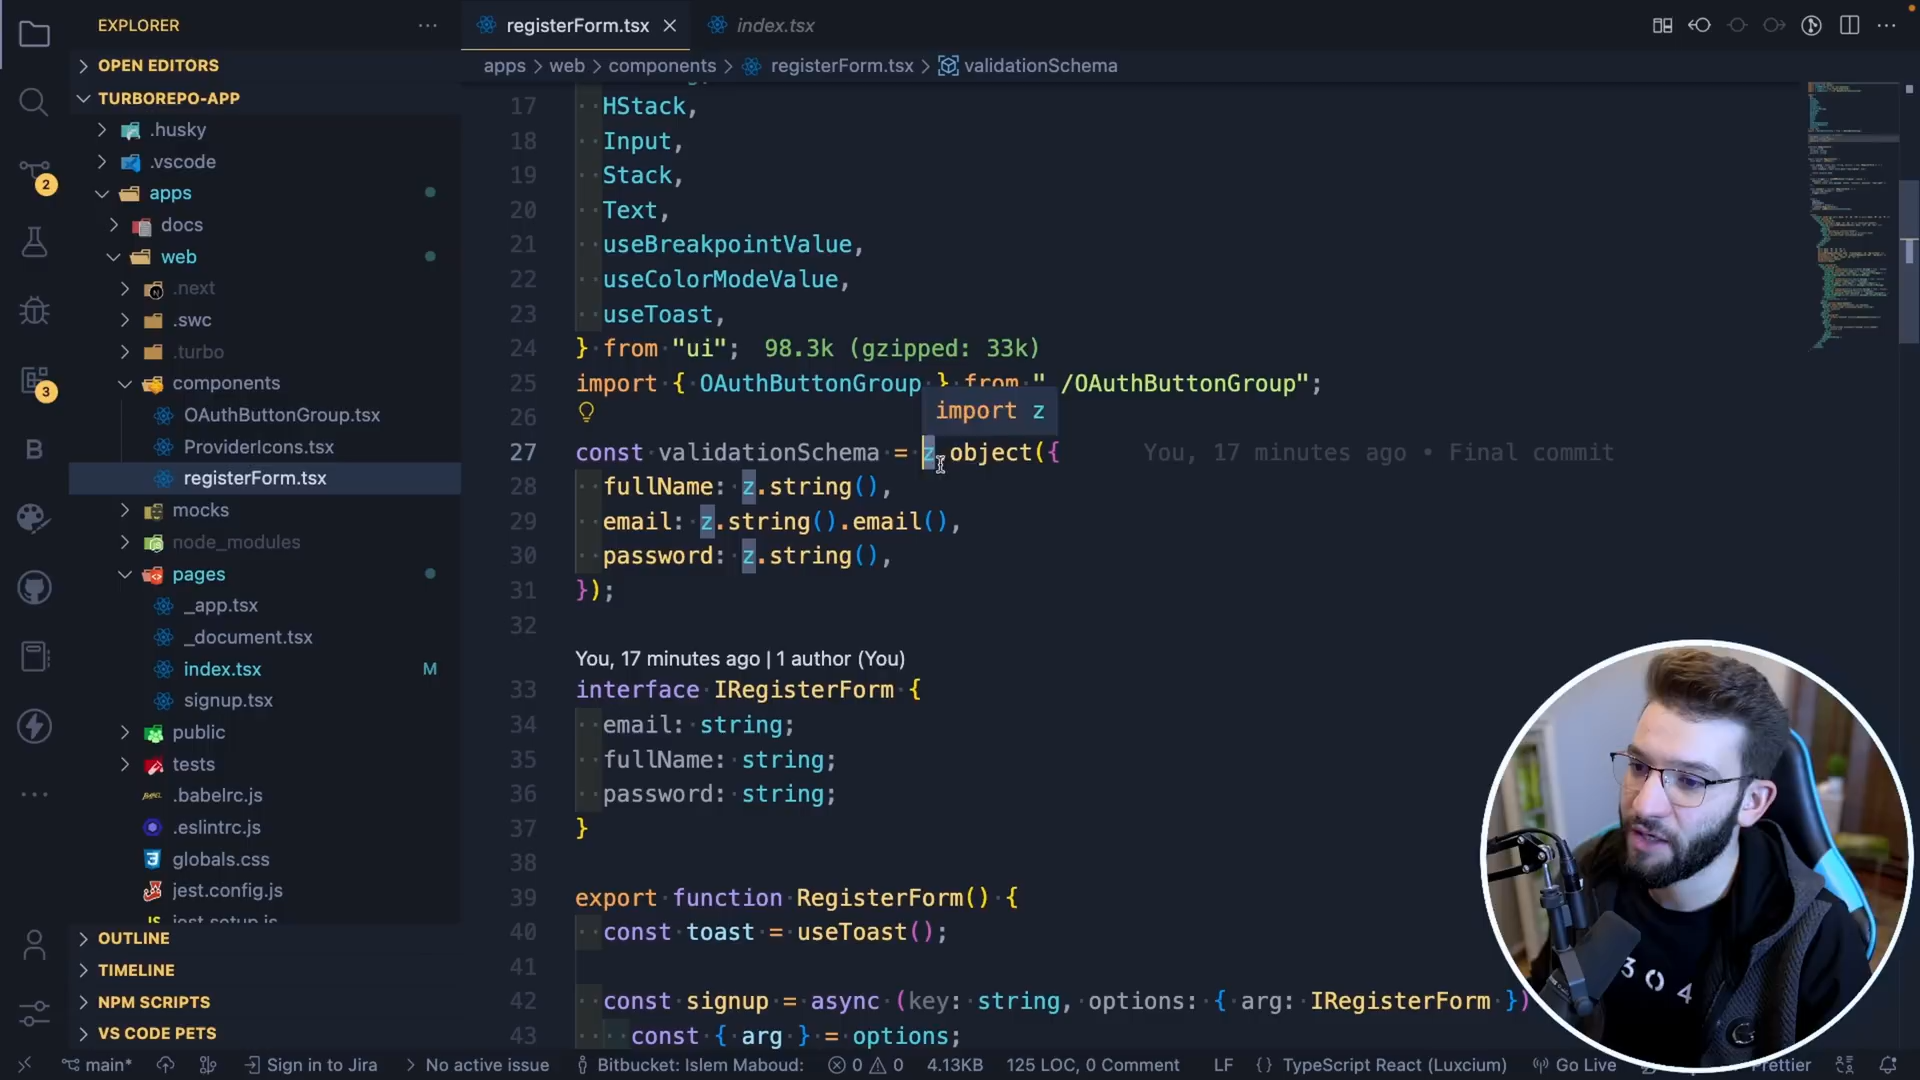 EXPLORER
OPEN EDITORS
TURBOREPO-APP
.husky
.vscode
apps
docs
web
.next
.swc
.turbo
components
OAuthButtonGroup.tsx
ProviderIcons.tsx
registerForm.tsx
mocks
node_modules
pages
_app.tsx
_document.tsx
index.tsx M
signup.tsx
public
tests
.babelrc.js
.eslintrc.js
globals.css
jest.config.js
jest.setup.js
OUTLINE
TIMELINE
NPM SCRIPTS
VS CODE PETS
2
3
B
registerForm.tsx
index.tsx
apps > web > components > registerForm.tsx > validationSchema
17 HStack,
18 Input,
19 Stack,
20 Text,
21 useBreakpointValue,
22 useColorModeValue,
23 useToast,
24 } from "ui"; 98.3k (gzipped: 33k)
25 import { OAuthButtonGroup } from "./OAuthButtonGroup";
26
import z
27 const validationSchema = z.object({ You, 17 minutes ago • Final commit
28 fullName: z.string(),
29 email: z.string().email(),
30 password: z.string(),
31 });
32
You, 17 minutes ago | 1 author (You)
33 interface IRegisterForm {
34 email: string;
35 fullName: string;
36 password: string;
37 }
38
39 export function RegisterForm() {
40 const toast = useToast();
41
42 const signup = async (key: string, options: { arg: IRegisterForm })
43 const { arg } = options;
main* Sign in to Jira > No active issue Bitbucket: Islem Maboud: 0 0 4.13KB 125 LOC, 0 Comment LF {} TypeScript React (Luxcium) Go Live Prettier
304